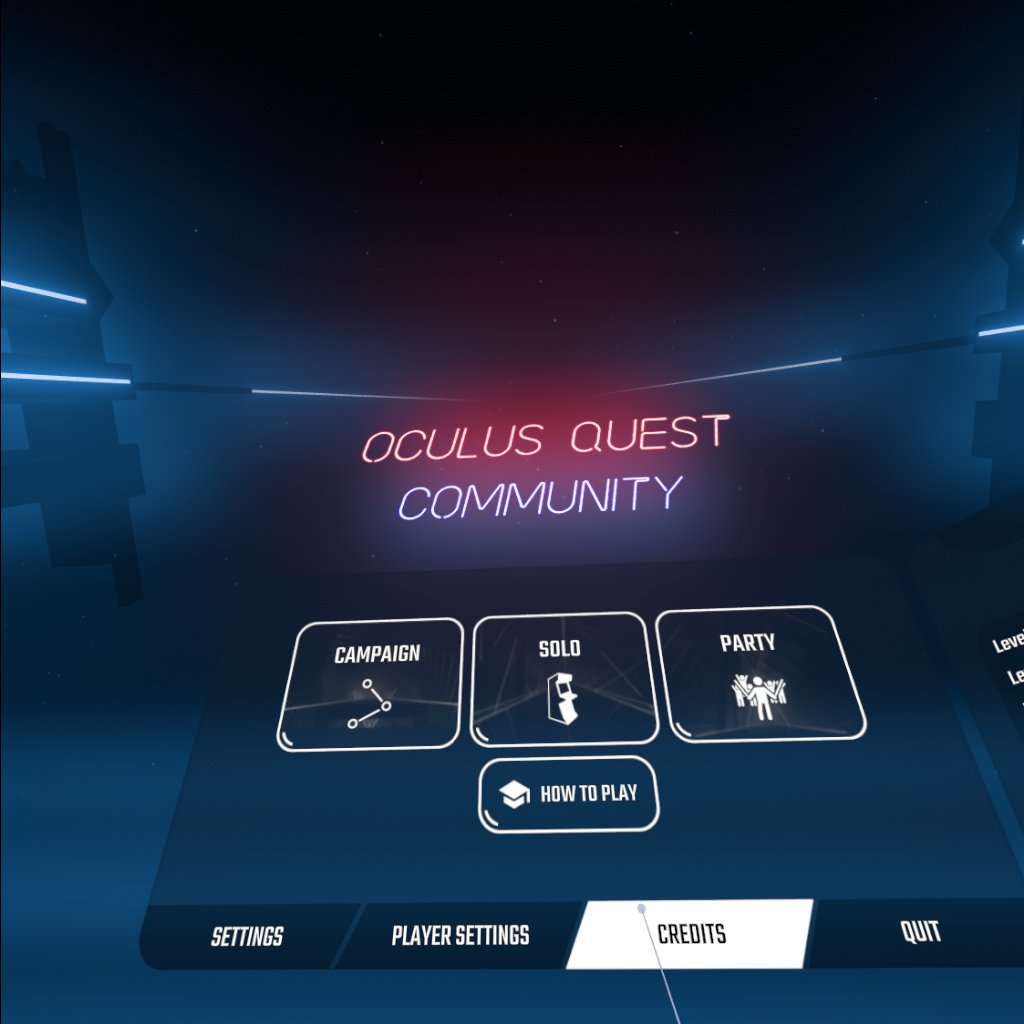 OCULUS QUEST
COMMUNITY
CAMPAIGN
SOLO
PARTY
HOW TO PLAY
SETTINGS
PLAYER SETTINGS
CREDITS
QUIT